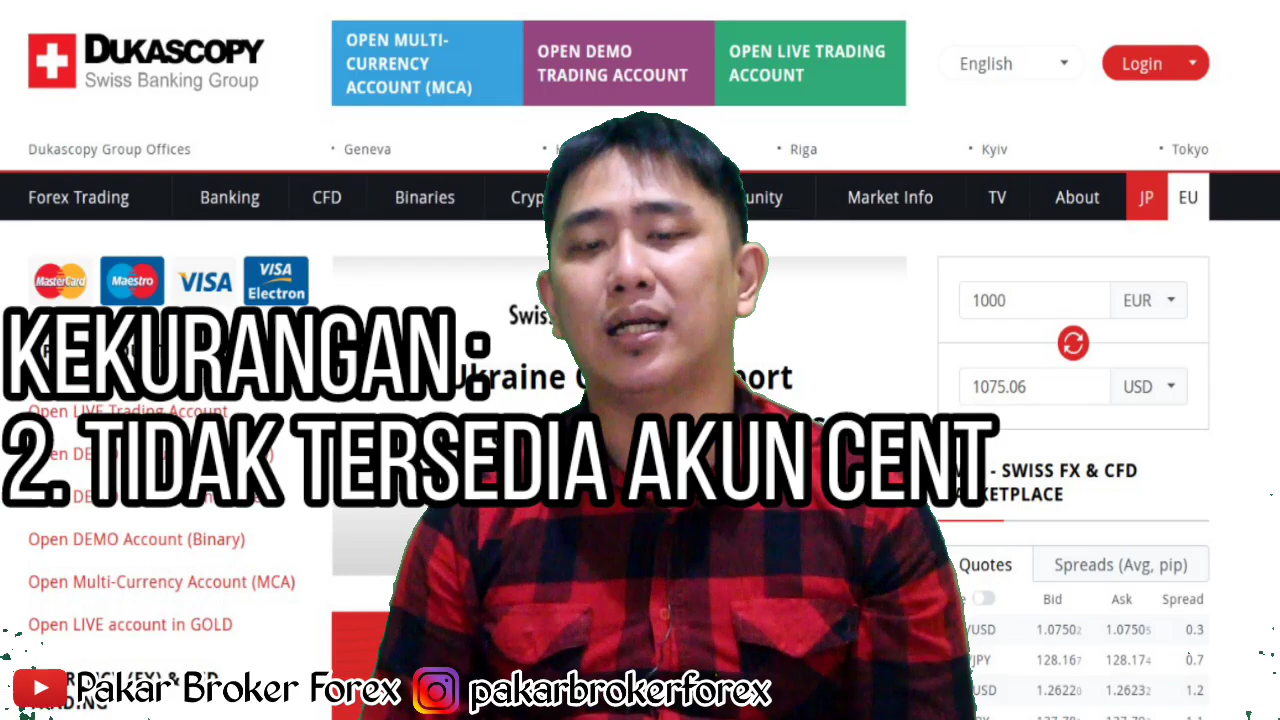 DUKASCOPY
Swiss Banking Group
OPEN MULTI-
CURRENCY
ACCOUNT (MCA)
OPEN DEMO
TRADING ACCOUNT
OPEN LIVE TRADING
ACCOUNT
English
Login
Dukascopy Group Offices
• Geneva
• Riga
• Kyiv
• Tokyo
Forex Trading
Banking
CFD
Binaries
Market Info
TV
About
JP
EU
MasterCard
Maestro
VISA
VISA
Electron
1000
EUR
1075.06
USD
KEKURANGAN :
2. TIDAK TERSEDIA AKUN CENT
Open LIVE Trading Account
Open DEMO Account (Binary)
Open Multi-Currency Account (MCA)
Open LIVE account in GOLD
- SWISS FX & CFD
Quotes
Spreads (Avg, pip)
Bid Ask Spread
/USD 1.07502 1.07505 0.3
128.167 128.174 0.7
1.26220 1.26232 1.2
Pakar Broker Forex
pakarbrokerforex